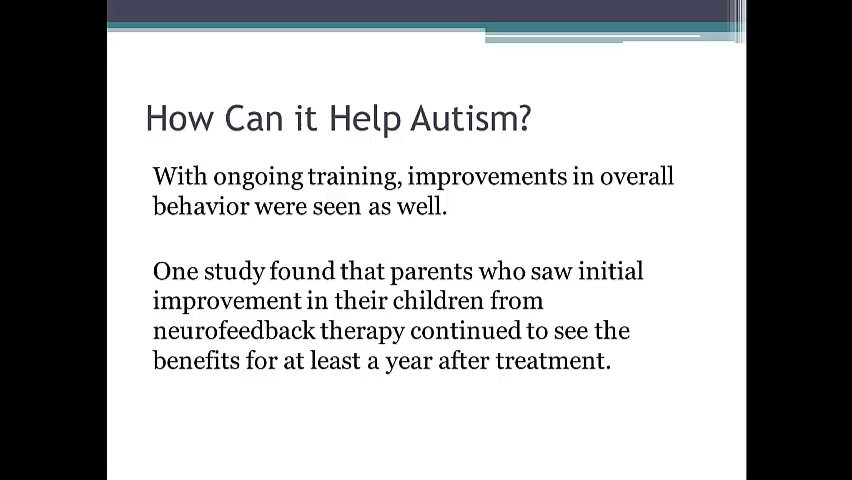 How Can it Help Autism?
With ongoing training, improvements in overall
behavior were seen as well.
One study found that parents who saw initial
improvement in their children from
neurofeedback therapy continued to see the
benefits for at least a year after treatment.